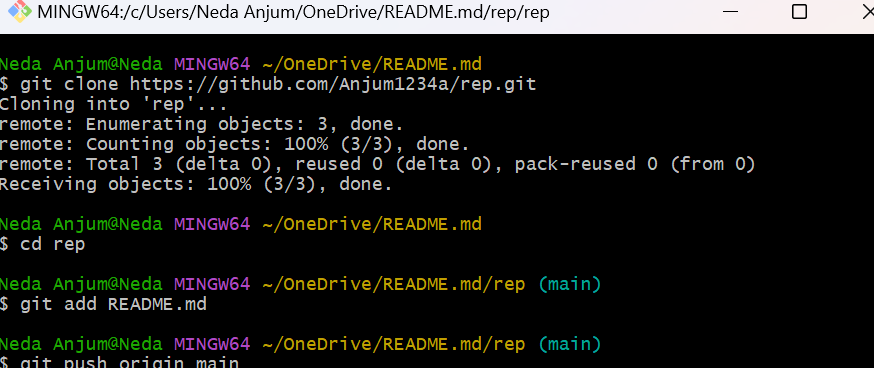 MINGW64:/c/Users/Neda Anjum/OneDrive/README.md/rep/rep
Neda Anjum@Neda MINGW64 ~/OneDrive/README.md
$ git clone https://github.com/Anjum1234a/rep.git
Cloning into 'rep'...
remote: Enumerating objects: 3, done.
remote: Counting objects: 100% (3/3), done.
remote: Total 3 (delta 0), reused 0 (delta 0), pack-reused 0 (from 0)
Receiving objects: 100% (3/3), done.
Neda Anjum@Neda MINGW64 ~/OneDrive/README.md
$ cd rep
Neda Anjum@Neda MINGW64 ~/OneDrive/README.md/rep (main)
$ git add README.md
Neda Anjum@Neda MINGW64 ~/OneDrive/README.md/rep (main)
$ git push origin main